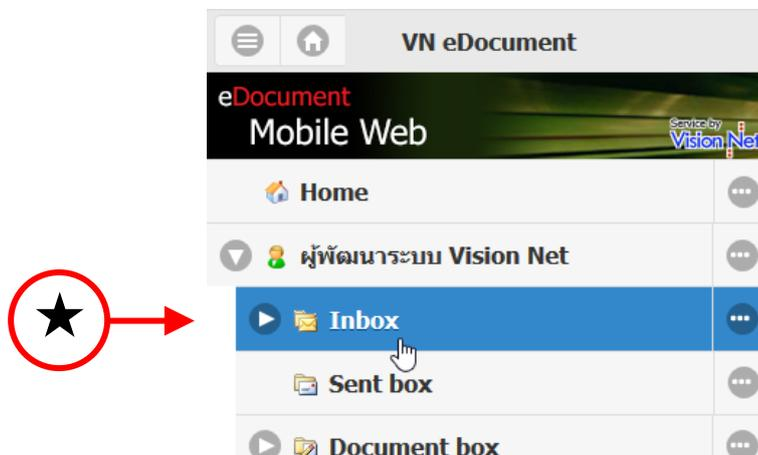 VN eDocument
eDocument
Mobile Web
Service by
Vision Net
Home
ผู้พัฒนาระบบ Vision Net
Inbox
Sent box
Document box